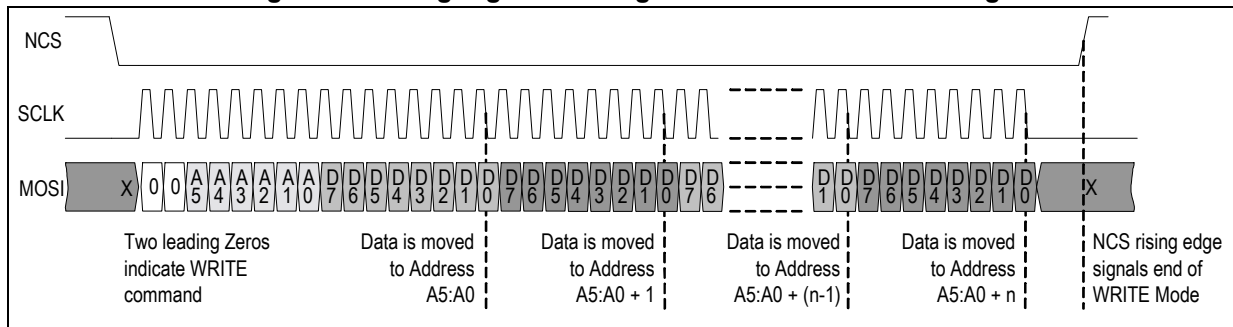 NCS
SCLK
MOSI X 0 0 A5 A4 A3 A2 A1 A0 D7 D6 D5 D4 D3 D2 D1 D0 D7 D6 D5 D4 D3 D2 D1 D0 D7 D6 D1 D0 D7 D6 D5 D4 D3 D2 D1 D0 X
Two leading Zeros
indicate WRITE
command
Data is moved
to Address
A5:A0
Data is moved
to Address
A5:A0 + 1
Data is moved
to Address
A5:A0 + (n-1)
Data is moved
to Address
A5:A0 + n
NCS rising edge
signals end of
WRITE Mode